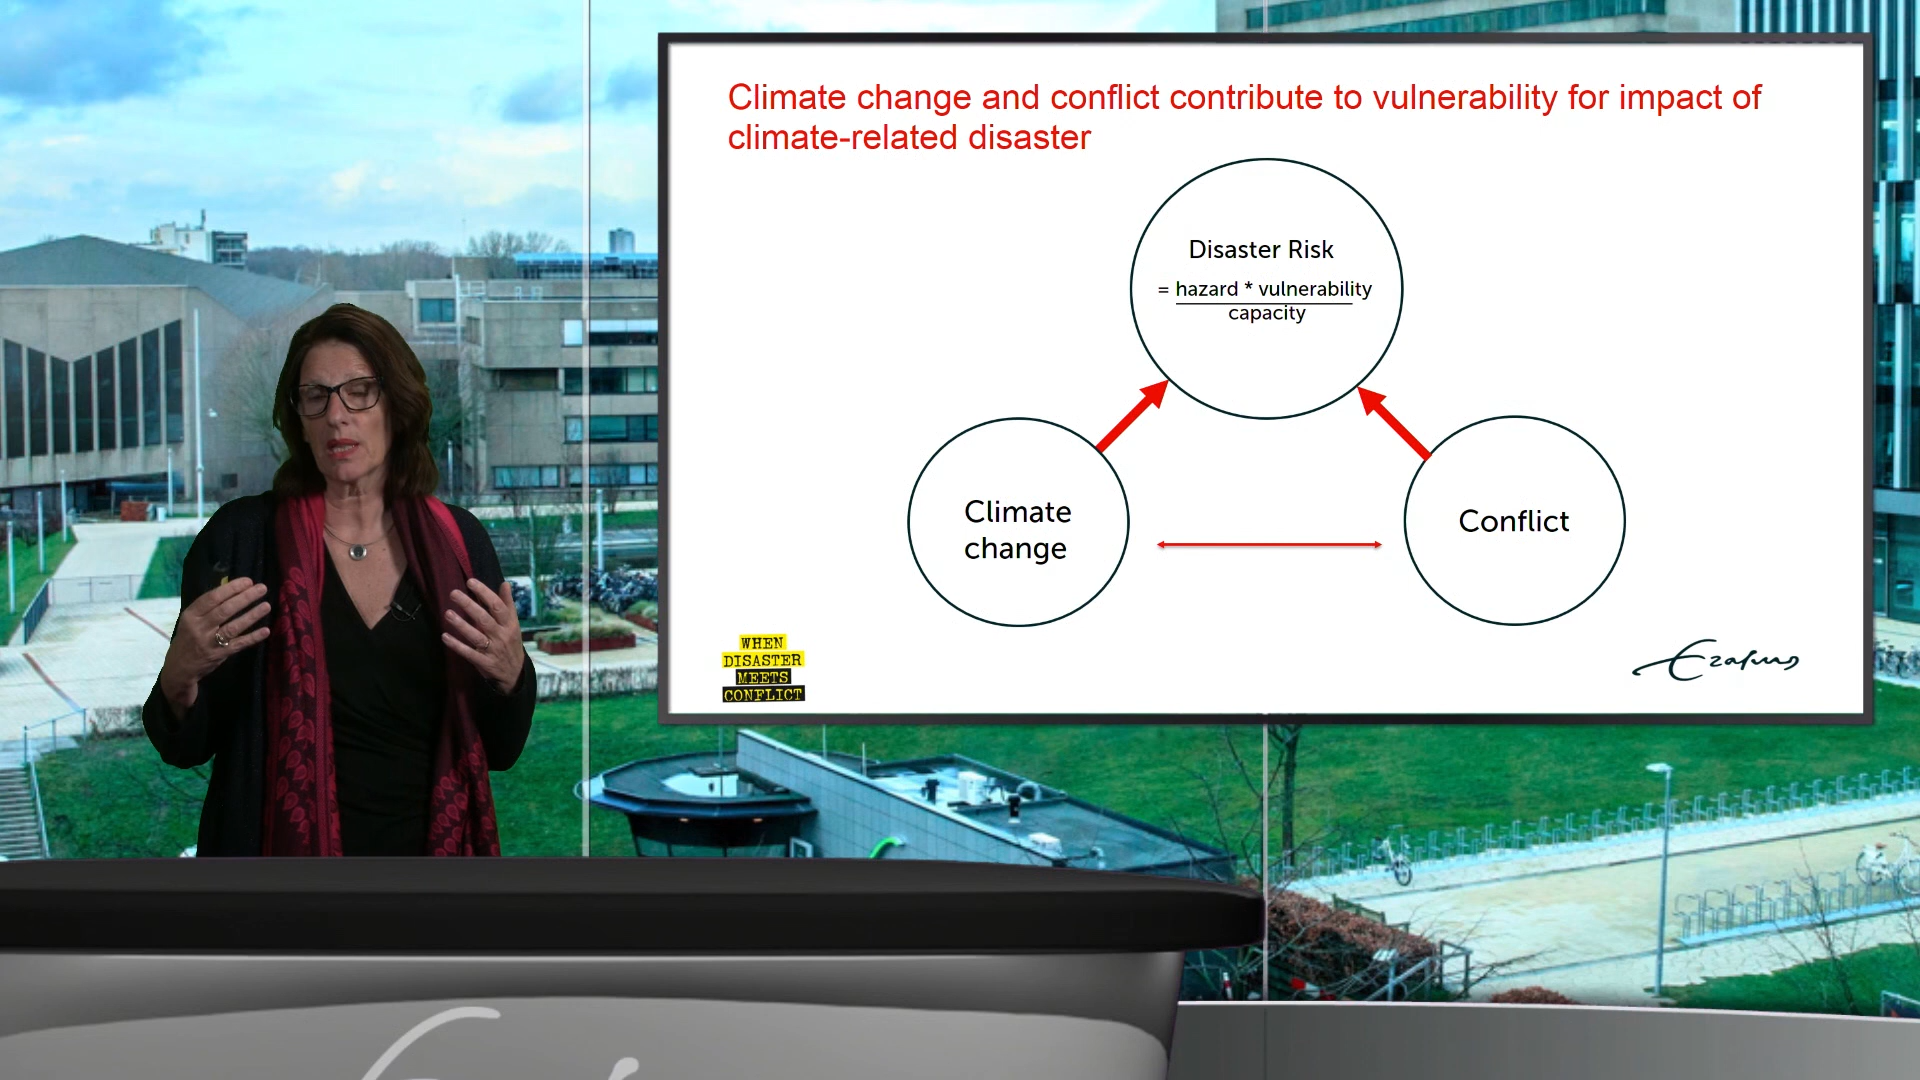 Climate change and conflict contribute to vulnerability for impact of
climate-related disaster
Disaster Risk
= hazard * vulnerability
capacity
Climate
change
Conflict
WHEN
DISASTER
MEETS
CONFLICT
Erasmus